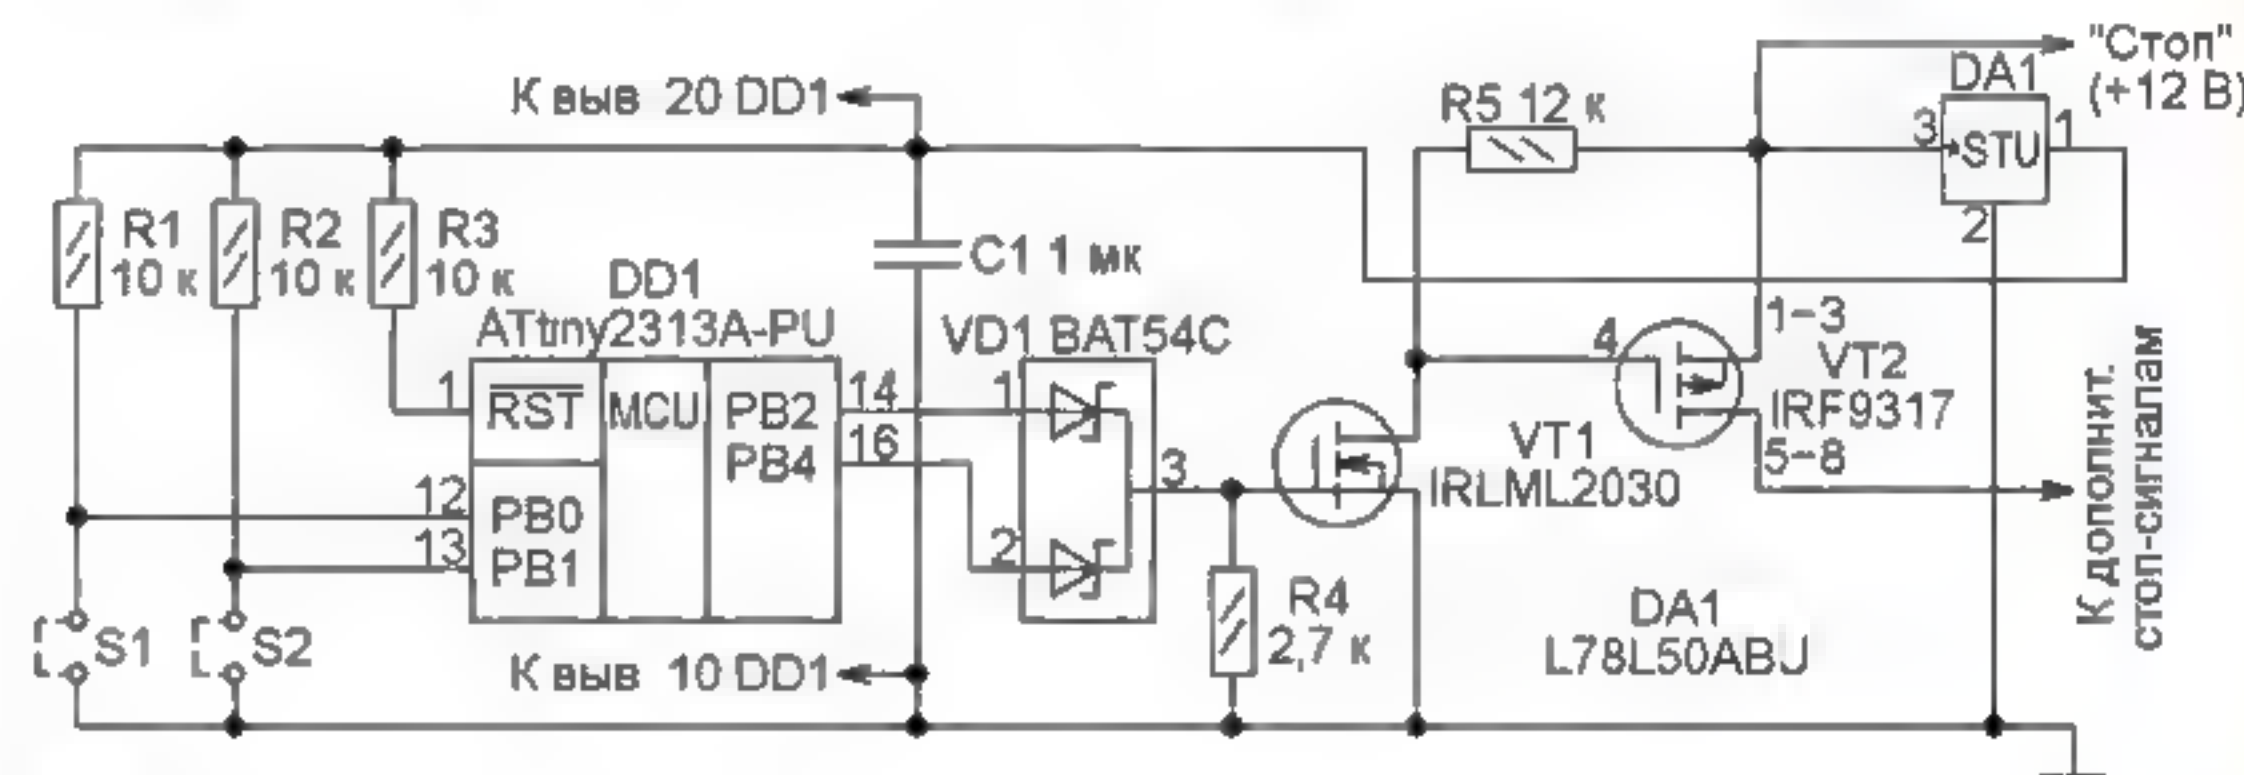 "Стоп"
(+12 В)
К выв 20 DD1
R5 12 к
DA1
3
STU
1
2
R1
10 к
R2
10 к
R3
10 к
C1 1 мк
DD1
ATtiny2313A-PU
VD1 BAT54C
1
RST
MCU
PB2
PB4
14
16
12
13
PB0
PB1
1
2
3
4
1-3
VT2
IRF9317
5-8
VT1
IRLML2030
S1
S2
R4
2,7 к
DA1
L78L50ABU
К выв 10 DD1
К дополнит.
стоп-сигналам